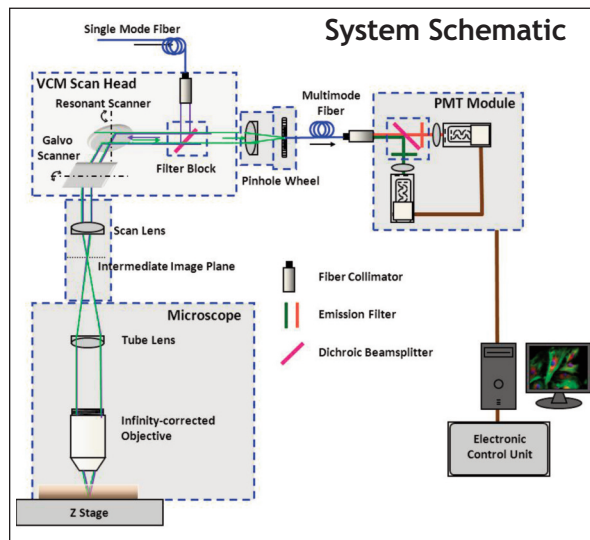 System Schematic
Single Mode Fiber
VCM Scan Head
Resonant Scanner
Galvo
Scanner
Filter Block
Pinhole Wheel
Multimode
Fiber
PMT Module
Scan Lens
Intermediate Image Plane
Fiber Collimator
Emission Filter
Dichroic Beamsplitter
Microscope
Tube Lens
Infinity-corrected
Objective
Z Stage
Electronic
Control Unit